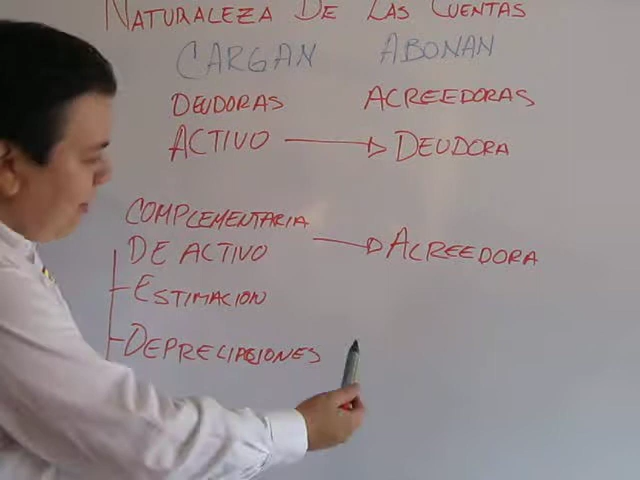 NATURALEZA DE LAS CUENTAS
CARGAN ABONAN
DEUDORAS ACREEDORAS
ACTIVO DEUDORA
COMPLEMENTARIA
DE ACTIVO ACREEDORA
ESTIMACION
DEPRECIACIONES